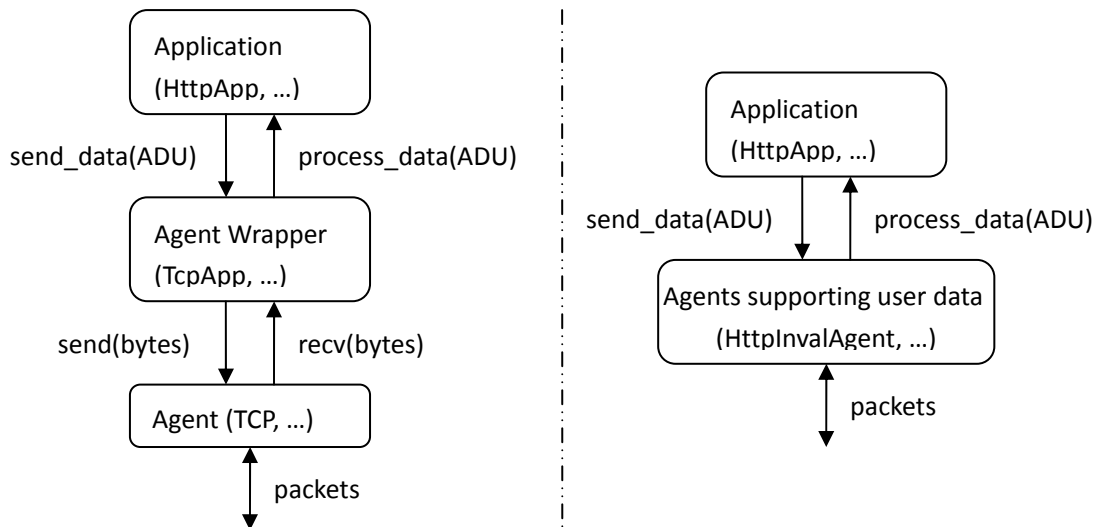 Application
(HttpApp, …)
send_data(ADU)
process_data(ADU)
Agent Wrapper
(TcpApp, …)
send(bytes)
recv(bytes)
Agent (TCP, …)
packets
Application
(HttpApp, …)
send_data(ADU)
process_data(ADU)
Agents supporting user data
(HttpInvalAgent, …)
packets